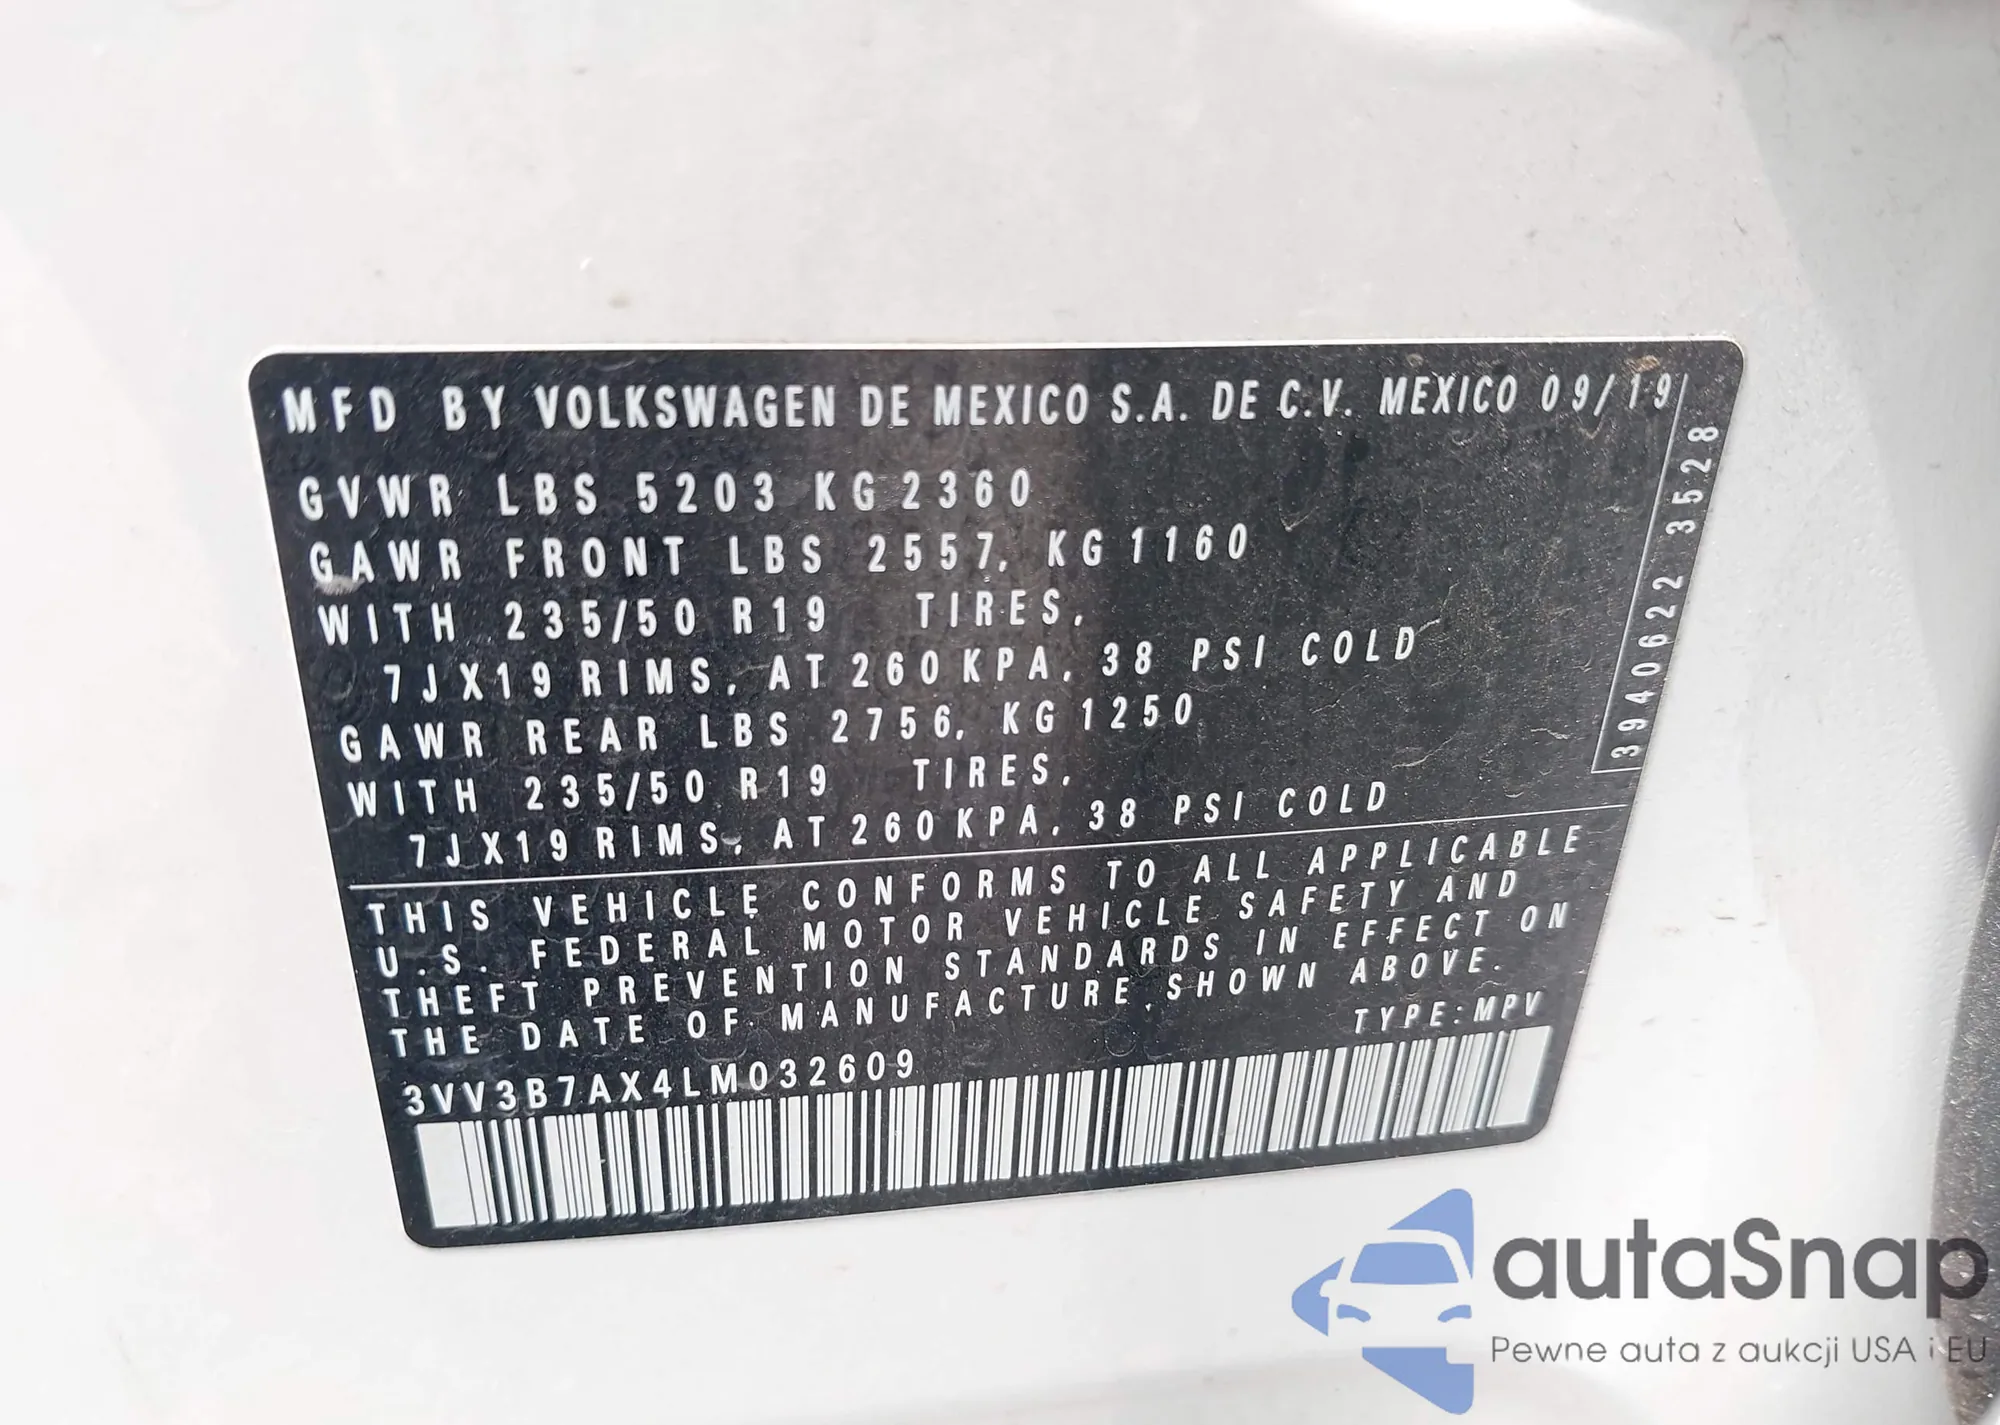 MFD BY VOLKSWAGEN DE MEXICO S.A. DE C.V. MEXICO 09/19
GVWR LBS 5203 KG 2360
GAWR FRONT LBS 2557, KG 1160
WITH 235/50 R19 TIRES,
7JX19 RIMS, AT 260 KPA, 38 PSI COLD
GAWR REAR LBS 2756, KG 1250
WITH 235/50 R19 TIRES,
7JX19 RIMS, AT 260 KPA, 38 PSI COLD
3940622 3528
THIS VEHICLE CONFORMS TO ALL APPLICABLE
U.S. FEDERAL MOTOR VEHICLE SAFETY AND
THEFT PREVENTION STANDARDS IN EFFECT ON
THE DATE OF MANUFACTURE SHOWN ABOVE.
TYPE: MPV
3VV3B7AX4LM032609
autaSnap
Pewne auta z aukcji USA i EU